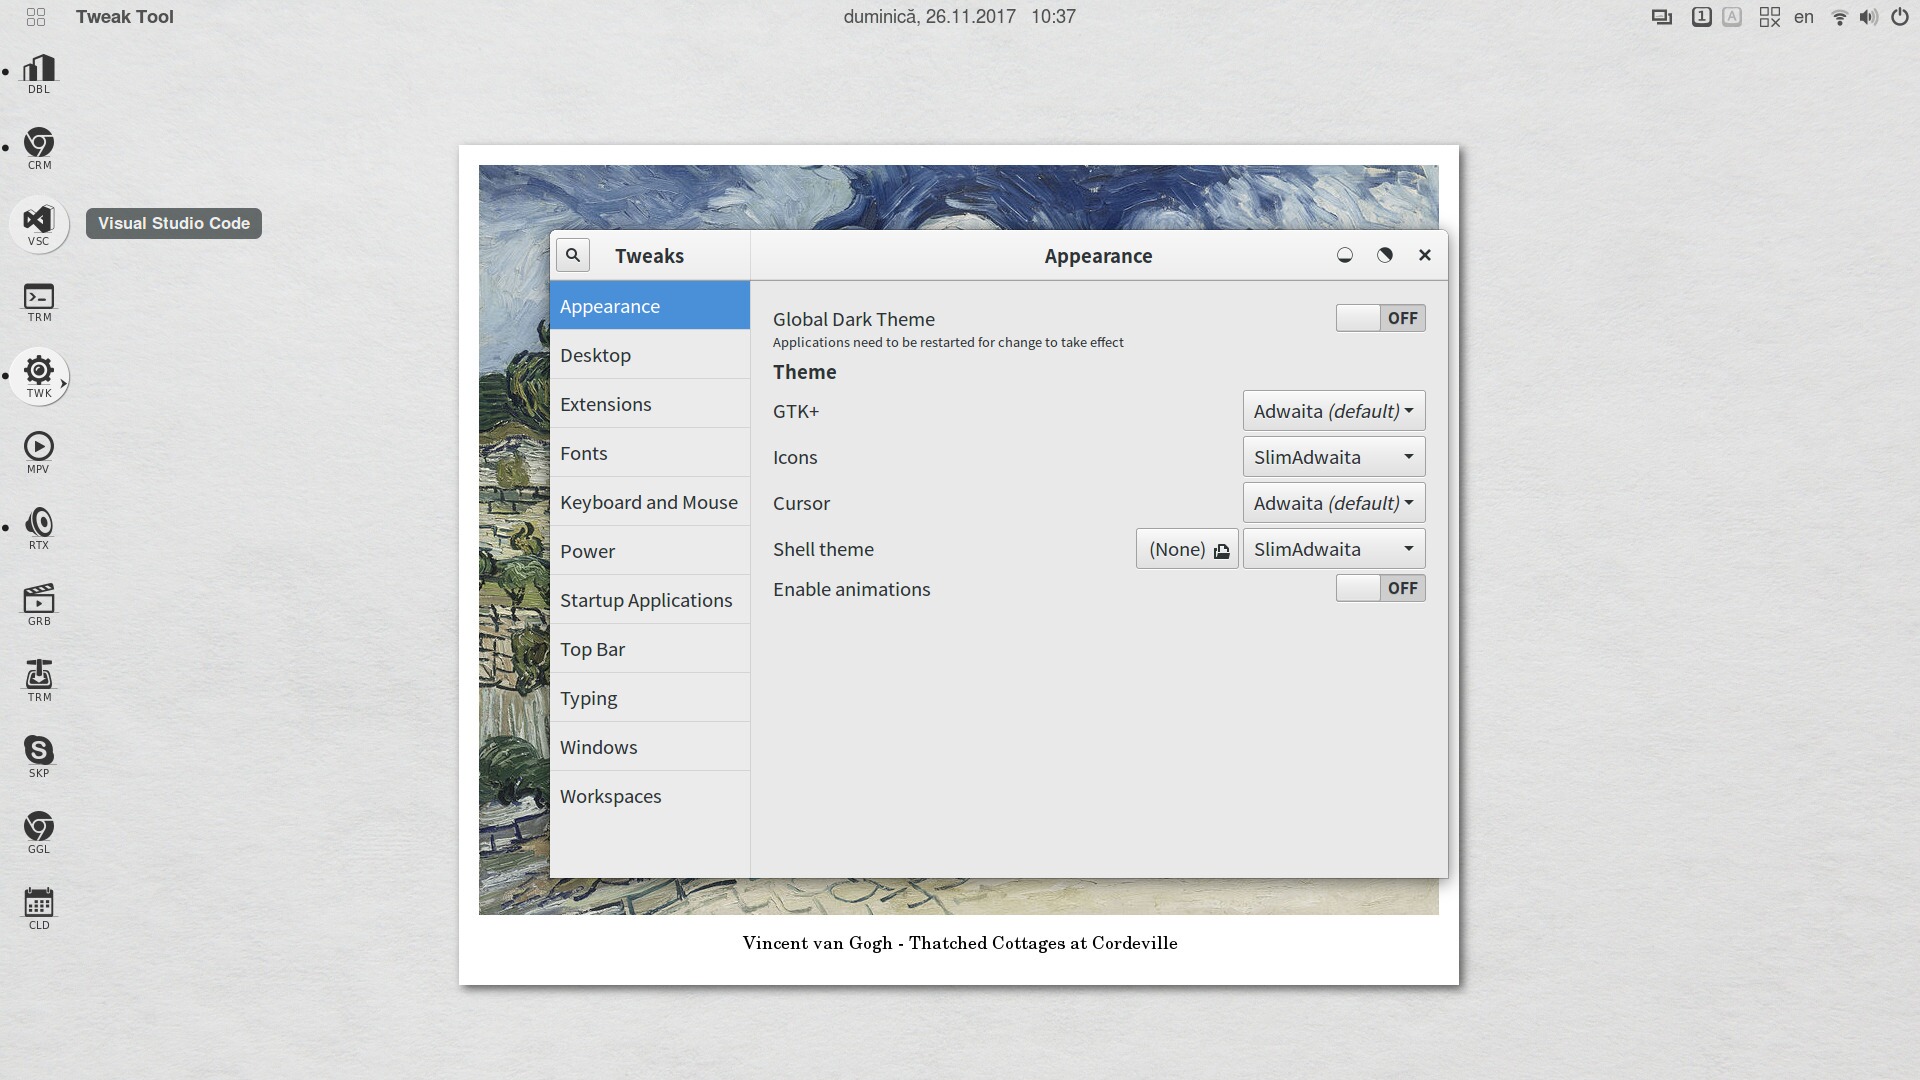 Tweak Tool
duminică, 26.11.2017 10:37
1 A en
DBL
CRM
VSC
Visual Studio Code
TRM
TWK
MPV
RTX
GRB
TRM
SKP
GGL
CLD
Tweaks
Appearance
Appearance
Desktop
Extensions
Fonts
Keyboard and Mouse
Power
Startup Applications
Top Bar
Typing
Windows
Workspaces
Global Dark Theme OFF
Applications need to be restarted for change to take effect
Theme
GTK+ Adwaita (default)
Icons SlimAdwaita
Cursor Adwaita (default)
Shell theme (None) SlimAdwaita
Enable animations OFF
Vincent van Gogh - Thatched Cottages at Cordeville